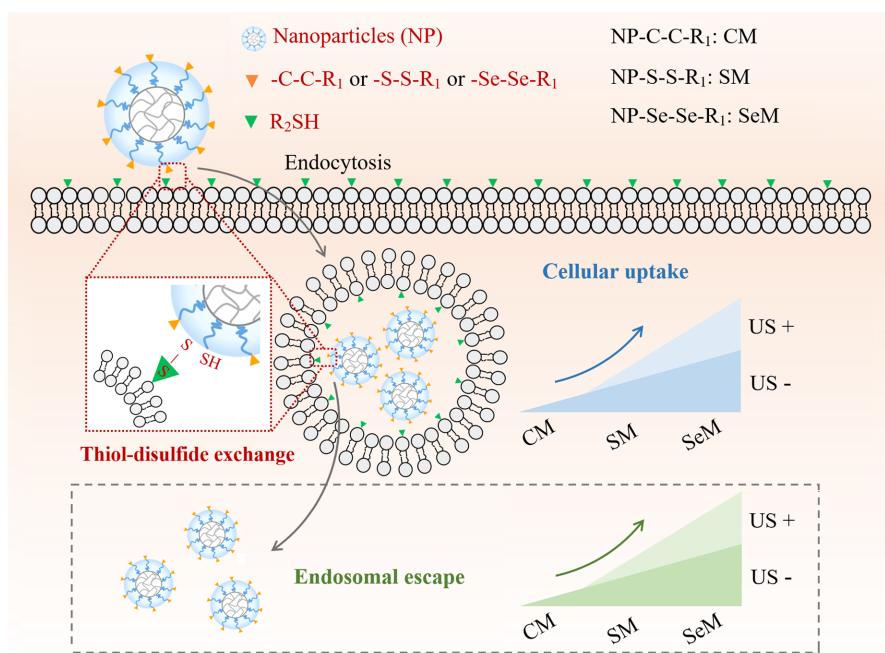 Nanoparticles (NP)
-C-C-R₁ or -S-S-R₁ or -Se-Se-R₁
R₂SH
NP-C-C-R₁: CM
NP-S-S-R₁: SM
NP-Se-Se-R₁: SeM
Endocytosis
S
S
SH
Thiol-disulfide exchange
Cellular uptake
US +
US -
CM
SM
SeM
Endosomal escape
US +
US -
CM
SM
SeM